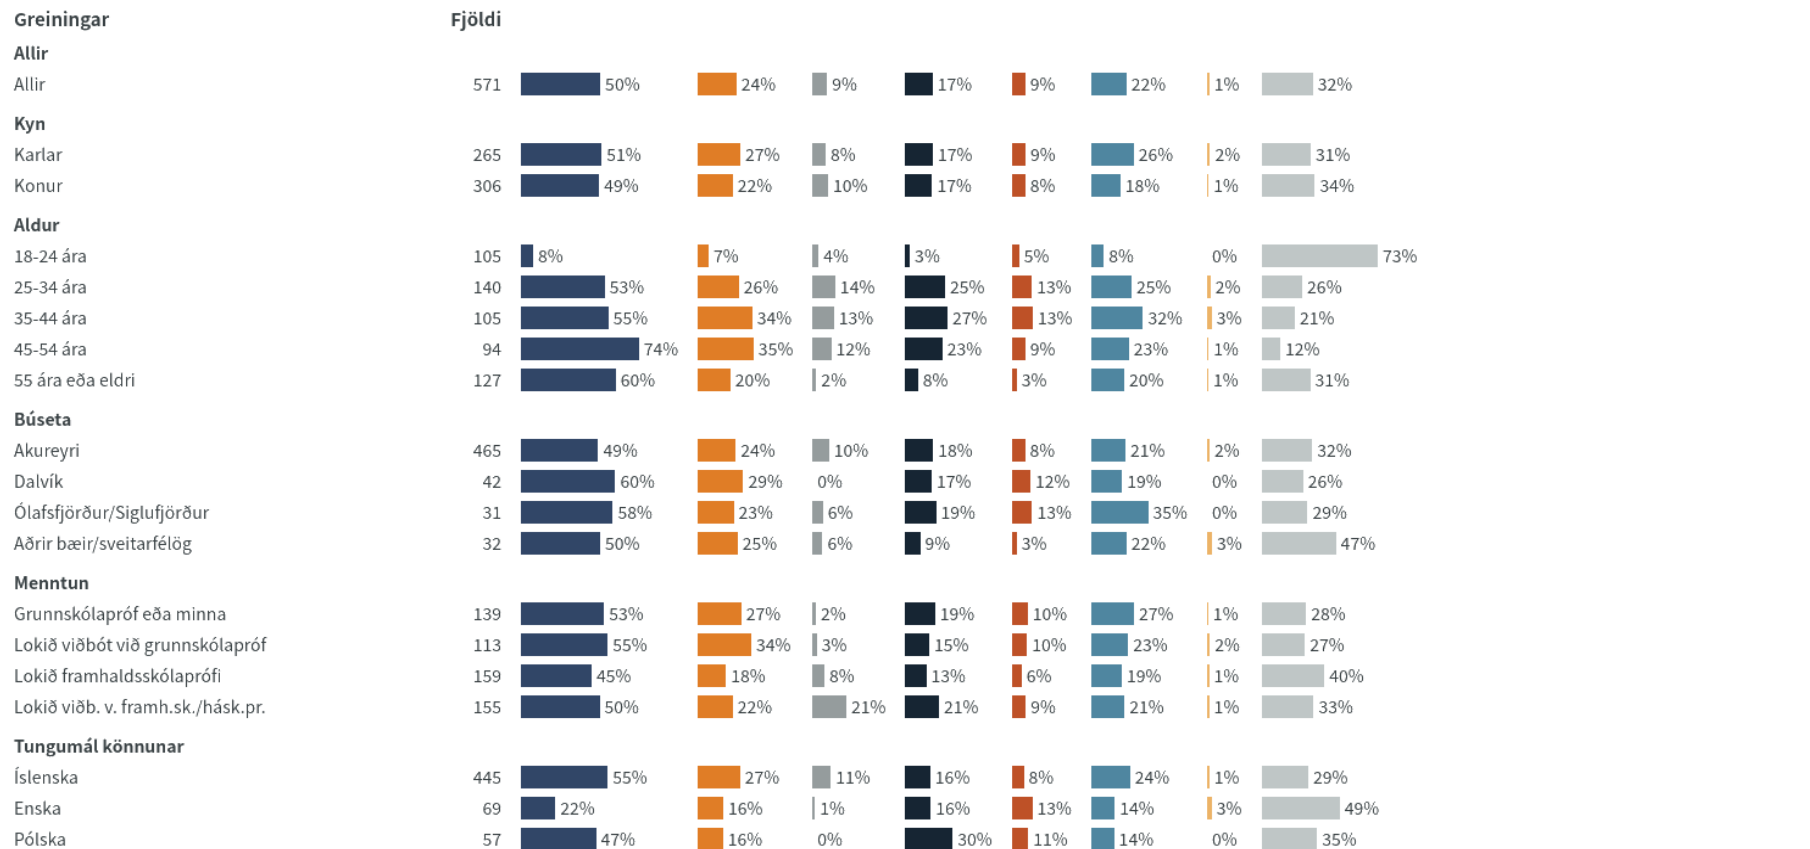 Greiningar Fjöldi
Allir
Allir 571 50% 24% 9% 17% 9% 22% 1% 32%
Kyn
Karlar 265 51% 27% 8% 17% 9% 26% 2% 31%
Konur 306 49% 22% 10% 17% 8% 18% 1% 34%
Aldur
18-24 ára 105 8% 7% 4% 3% 5% 8% 0% 73%
25-34 ára 140 53% 26% 14% 25% 13% 25% 2% 26%
35-44 ára 105 55% 34% 13% 27% 13% 32% 3% 21%
45-54 ára 94 74% 35% 12% 23% 9% 23% 1% 12%
55 ára eða eldri 127 60% 20% 2% 8% 3% 20% 1% 31%
Búseta
Akureyri 465 49% 24% 10% 18% 8% 21% 2% 32%
Dalvík 42 60% 29% 0% 17% 12% 19% 0% 26%
Ólafsfjörður/Siglufjörður 31 58% 23% 6% 19% 13% 35% 0% 29%
Aðrir bæir/sveitarfélög 32 50% 25% 6% 9% 3% 22% 3% 47%
Menntun
Grunnskólapróf eða minna 139 53% 27% 2% 19% 10% 27% 1% 28%
Lokið viðbót við grunnskólapróf 113 55% 34% 3% 15% 10% 23% 2% 27%
Lokið framhaldsskólaprófi 159 45% 18% 8% 13% 6% 19% 1% 40%
Lokið viðb. v. framh.sk./hásk.pr. 155 50% 22% 21% 21% 9% 21% 1% 33%
Tungumál könnunar
Íslenska 445 55% 27% 11% 16% 8% 24% 1% 29%
Enska 69 22% 16% 1% 16% 13% 14% 3% 49%
Pólska 57 47% 16% 0% 30% 11% 14% 0% 35%